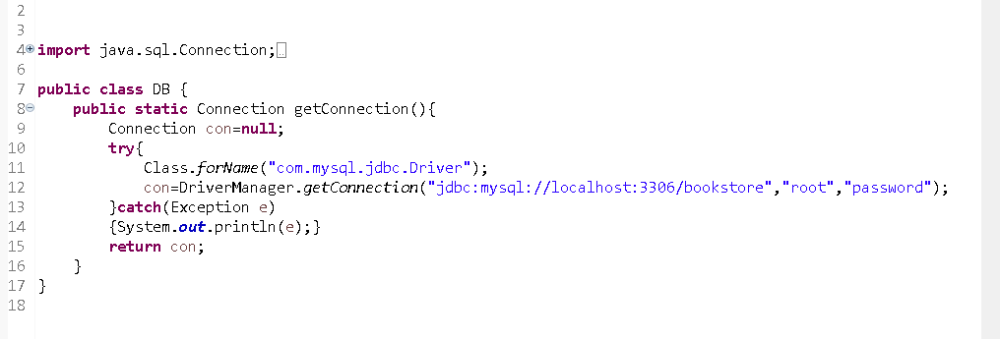 2
3
4 import java.sql.Connection;
6
7 public class DB {
8     public static Connection getConnection(){
9         Connection con=null;
10         try{
11             Class.forName("com.mysql.jdbc.Driver");
12             con=DriverManager.getConnection("jdbc:mysql://localhost:3306/bookstore","root","password");
13         }catch(Exception e)
14         {System.out.println(e);}
15         return con;
16     }
17 }
18